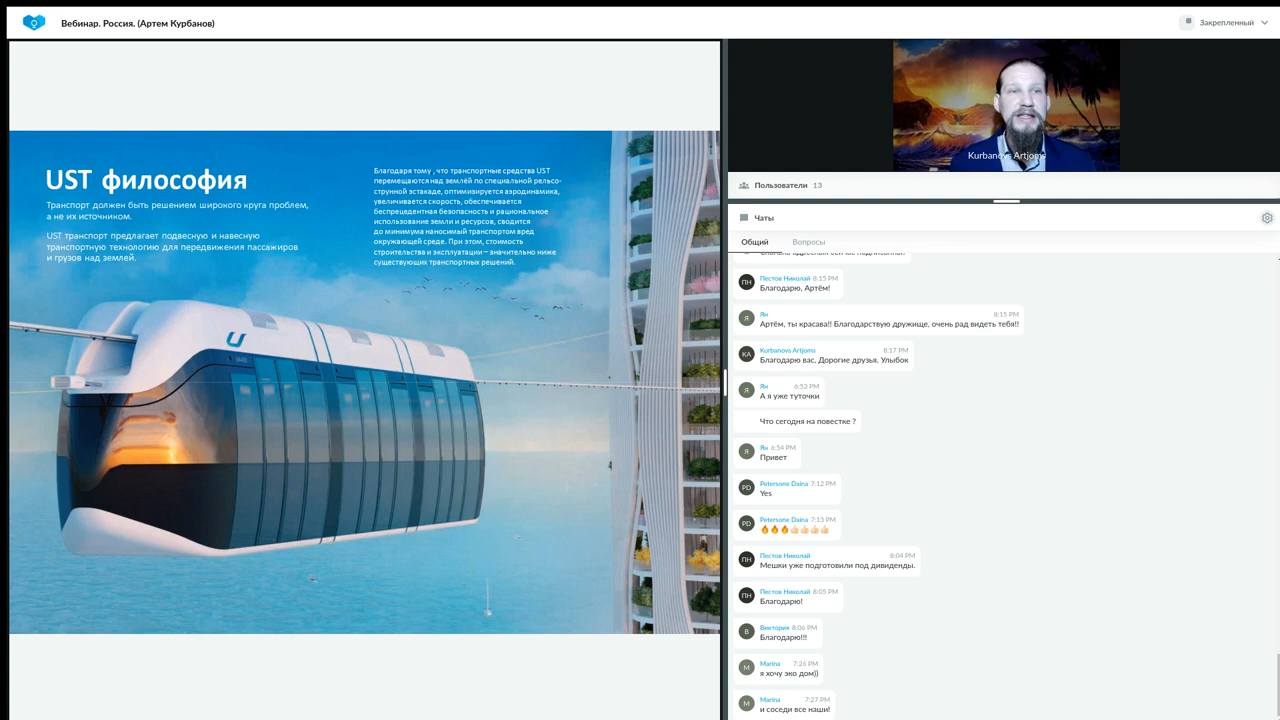 Вебинар. Россия. (Артем Курбанов)
Закрепленный
UST философия
Транспорт должен быть решением широкого круга проблем,
а не их источником.
UST транспорт предлагает подвесную и навесную
транспортную технологию для передвижения пассажиров
и грузов над землей.
Благодаря тому , что транспортные средства UST
перемещаются над землёй по специальной рельсо-
струнной эстакаде, оптимизируется аэродинамика,
увеличивается скорость, обеспечивается
беспрецедентная безопасность и рациональное
использование земли и ресурсов, сводится
до минимума наносимый транспортом вред
окружающей среде. При этом, стоимость
строительства и эксплуатации – значительно ниже
существующих транспортных решений.
Kurbanovs Artjoms
Пользователи 13
Чаты
Общий Вопросы
ПН Пестов Николай 8:15 PM
Благодарю, Артём!
Я Ян 8:15 PM
Артём, ты красава!! Благодарствую дружище, очень рад видеть тебя!!
KA Kurbanovs Artjoms 8:17 PM
Благодарю вас, Дорогие друзья. Улыбок
Я Ян 6:53 PM
А я уже туточки
Что сегодня на повестке ?
Я Ян 6:54 PM
Привет
PD Petersone Daina 7:12 PM
Yes
PD Petersone Daina 7:13 PM
🔥🔥🔥👍🏻👍🏻👍🏻👍🏻
ПН Пестов Николай 8:04 PM
Мешки уже подготовили под дивиденды.
ПН Пестов Николай 8:05 PM
Благодарю!
В Виктория 8:06 PM
Благодарю!!!
M Marina 7:26 PM
я хочу эко дом))
M Marina 7:27 PM
и соседи все наши!